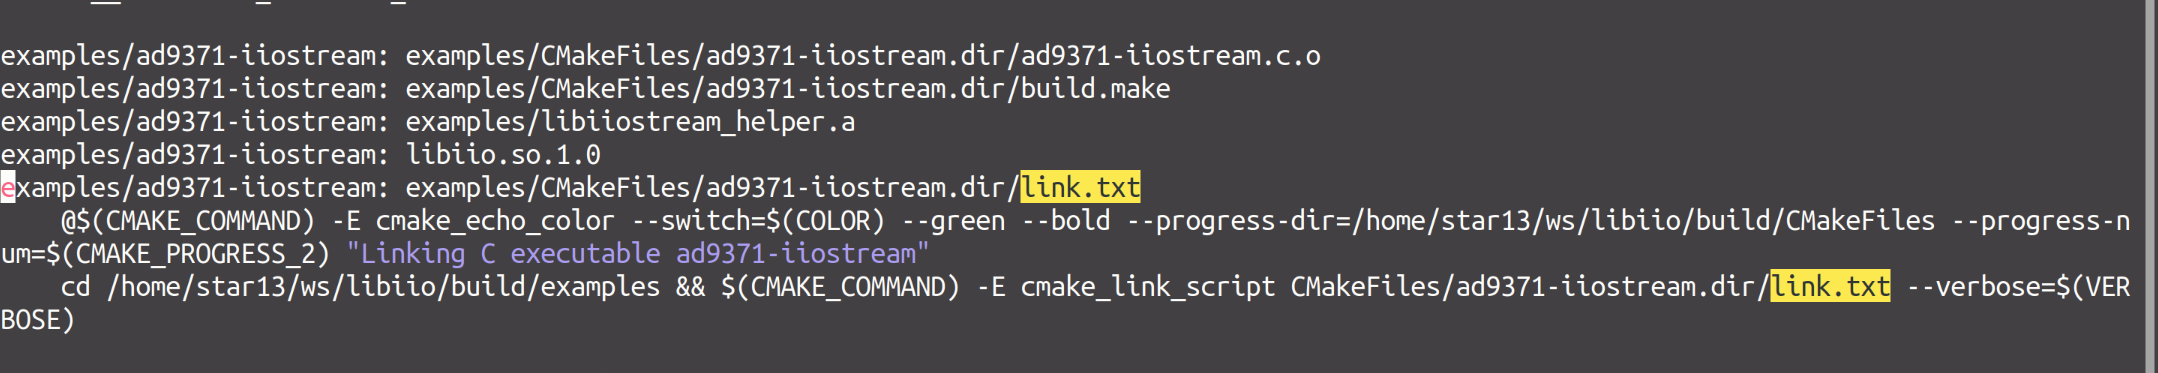 examples/ad9371-iiostream: examples/CMakeFiles/ad9371-iiostream.dir/ad9371-iiostream.c.o
examples/ad9371-iiostream: examples/CMakeFiles/ad9371-iiostream.dir/build.make
examples/ad9371-iiostream: examples/libiiostream_helper.a
examples/ad9371-iiostream: libiio.so.1.0
examples/ad9371-iiostream: examples/CMakeFiles/ad9371-iiostream.dir/link.txt
    @$(CMAKE_COMMAND) -E cmake_echo_color --switch=$(COLOR) --green --bold --progress-dir=/home/star13/ws/libiio/build/CMakeFiles --progress-n
um=$(CMAKE_PROGRESS_2) "Linking C executable ad9371-iiostream"
    cd /home/star13/ws/libiio/build/examples && $(CMAKE_COMMAND) -E cmake_link_script CMakeFiles/ad9371-iiostream.dir/link.txt --verbose=$(VER
BOSE)